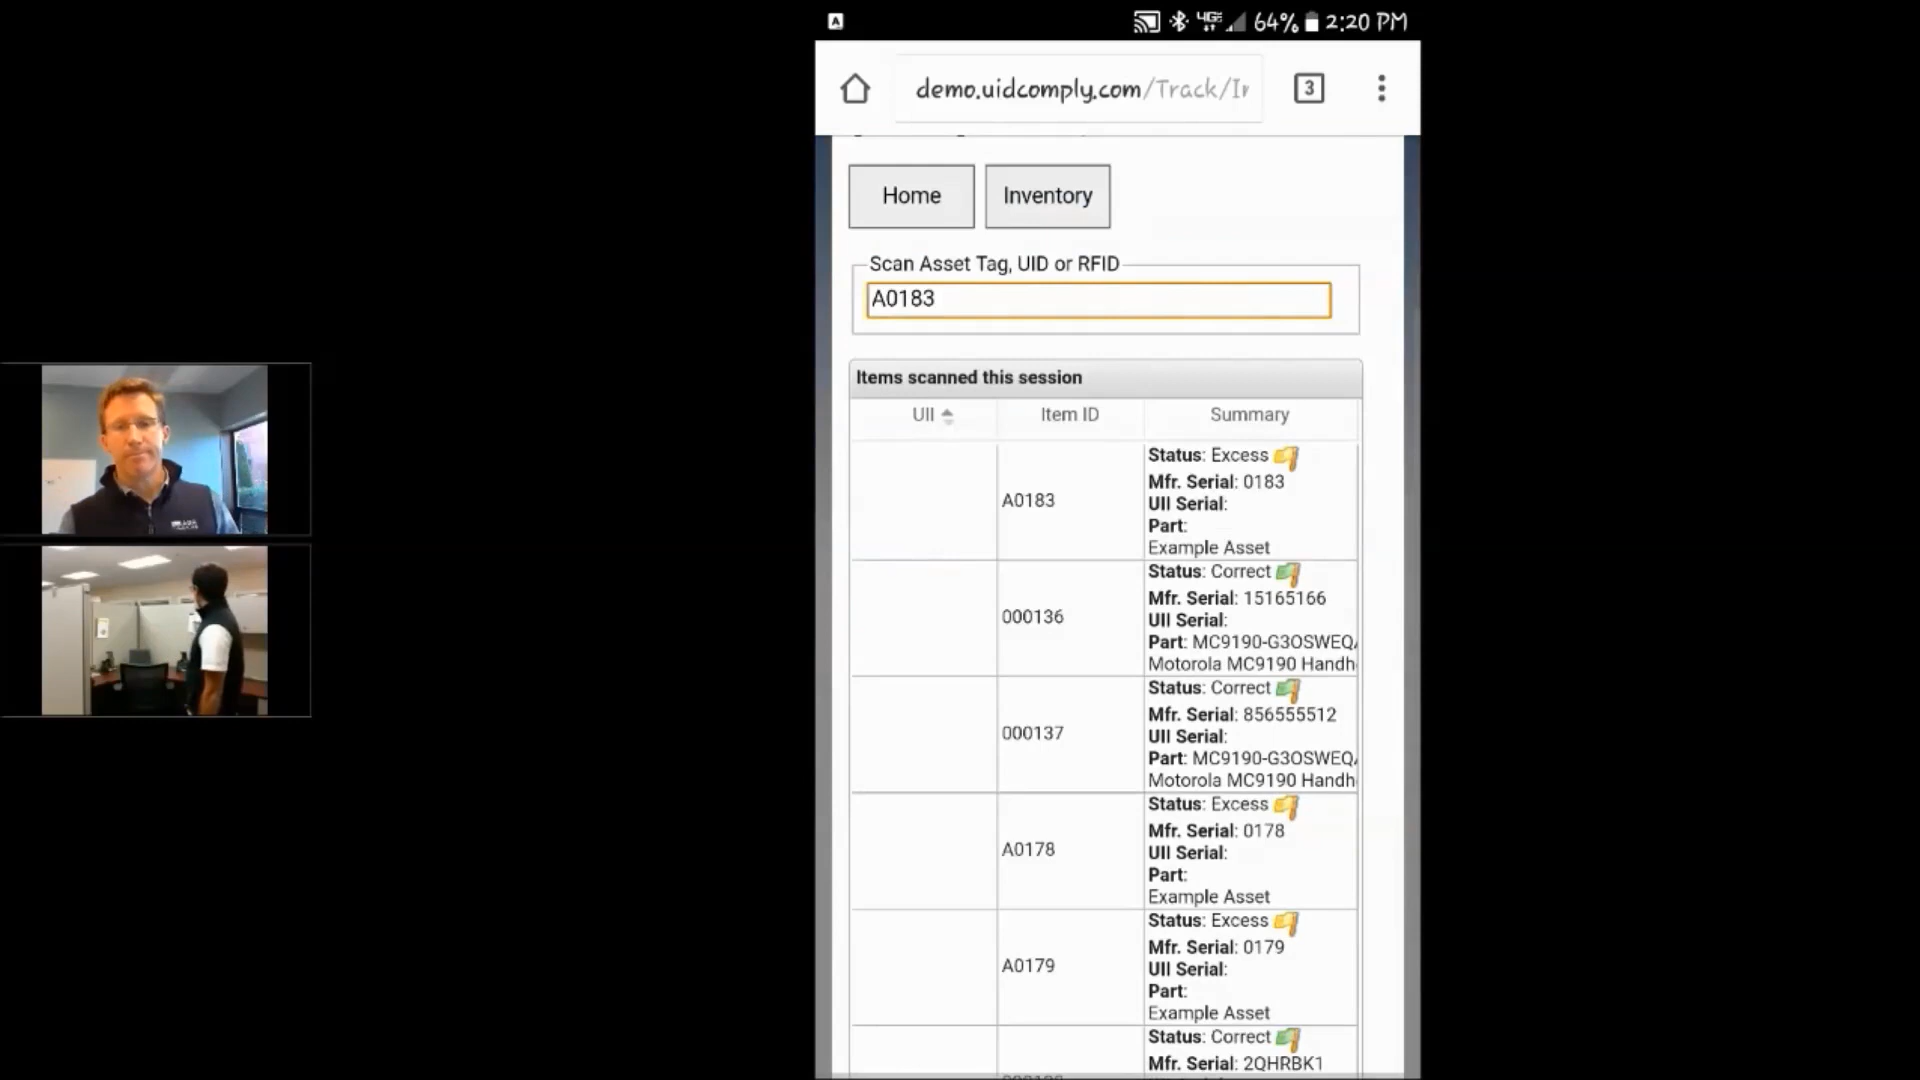 A
4G 64% 2:20 PM
demo.uidcomply.com/Track/Ir
3
Home
Inventory
Scan Asset Tag, UID or RFID
A0183
Items scanned this session
UII
Item ID
Summary
A0183
Status: Excess
Mfr. Serial: 0183
UII Serial:
Part:
Example Asset
000136
Status: Correct
Mfr. Serial: 15165166
UII Serial:
Part: MC9190-G3OSWEQA
Motorola MC9190 Handh
000137
Status: Correct
Mfr. Serial: 856555512
UII Serial:
Part: MC9190-G3OSWEQA
Motorola MC9190 Handh
A0178
Status: Excess
Mfr. Serial: 0178
UII Serial:
Part:
Example Asset
A0179
Status: Excess
Mfr. Serial: 0179
UII Serial:
Part:
Example Asset
Status: Correct
Mfr. Serial: 2QHRBK1